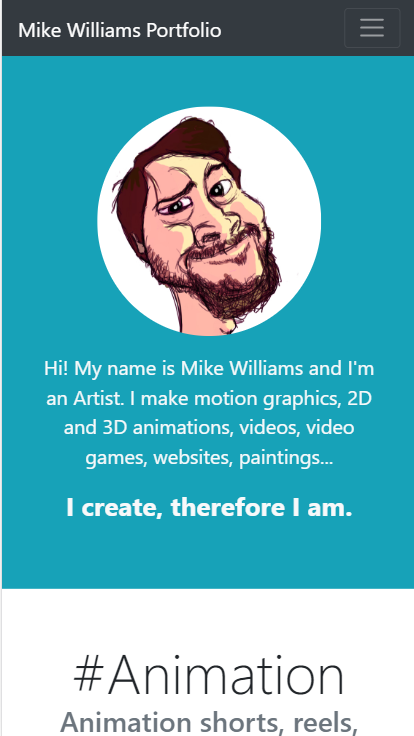 Mike Williams Portfolio
Hi! My name is Mike Williams and I'm
an Artist. I make motion graphics, 2D
and 3D animations, videos, video
games, websites, paintings...
I create, therefore I am.
#Animation
Animation shorts, reels,